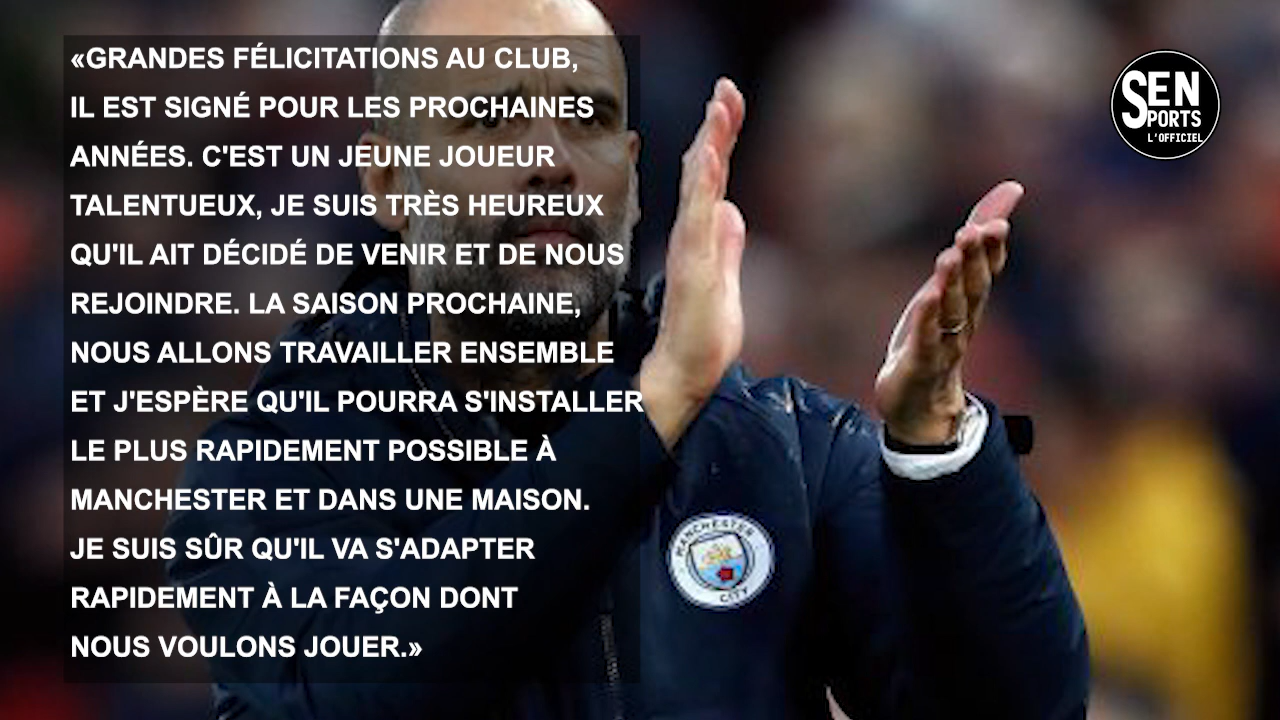 «GRANDES FÉLICITATIONS AU CLUB,
IL EST SIGNÉ POUR LES PROCHAINES
ANNÉES. C'EST UN JEUNE JOUEUR
TALENTUEUX, JE SUIS TRÈS HEUREUX
QU'IL AIT DÉCIDÉ DE VENIR ET DE NOUS
REJOINDRE. LA SAISON PROCHAINE,
NOUS ALLONS TRAVAILLER ENSEMBLE
ET J'ESPÈRE QU'IL POURRA S'INSTALLER
LE PLUS RAPIDEMENT POSSIBLE À
MANCHESTER ET DANS UNE MAISON.
JE SUIS SÛR QU'IL VA S'ADAPTER
RAPIDEMENT À LA FAÇON DONT
NOUS VOULONS JOUER.»
SEN
SPORTS
L'OFFICIEL
MANCHESTER
CITY